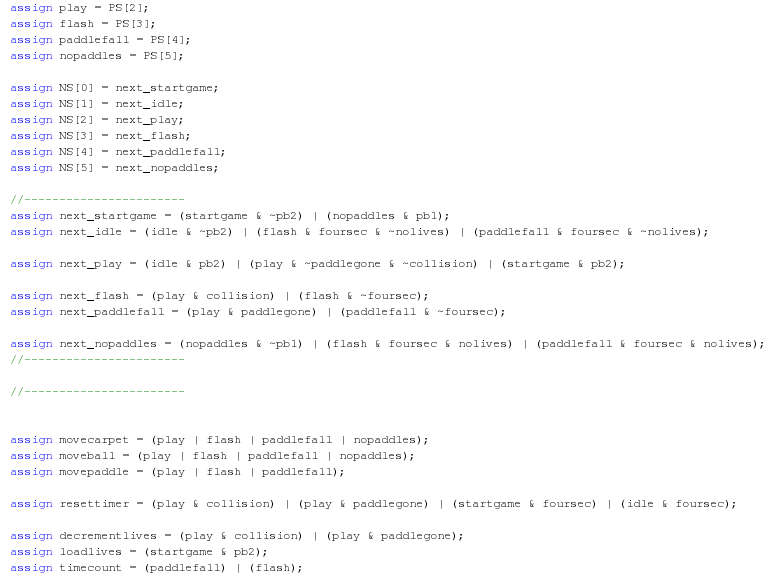 assign play = PS[2];
assign flash = PS[3];
assign paddlefall = PS[4];
assign nopaddles = PS[5];
assign NS[0] = next_startgame;
assign NS[1] = next_idle;
assign NS[2] = next_play;
assign NS[3] = next_flash;
assign NS[4] = next_paddlefall;
assign NS[5] = next_nopaddles;
//-----------------------
assign next_startgame = (startgame & ~pb2) | (nopaddles & pb1);
assign next_idle = (idle & ~pb2) | (flash & foursec & ~nolives) | (paddlefall & foursec & ~nolives);
assign next_play = (idle & pb2) | (play & ~paddlegone & ~collision) | (startgame & pb2);
assign next_flash = (play & collision) | (flash & ~foursec);
assign next_paddlefall = (play & paddlegone) | (paddlefall & ~foursec);
assign next_nopaddles = (nopaddles & ~pb1) | (flash & foursec & nolives) | (paddlefall & foursec & nolives);
//-----------------------
//-----------------------
assign movecarpet = (play | flash | paddlefall | nopaddles);
assign moveball = (play | flash | paddlefall | nopaddles);
assign movepaddle = (play | flash | paddlefall);
assign resettimer = (play & collision) | (play & paddlegone) | (startgame & foursec) | (idle & foursec);
assign decrementlives = (play & collision) | (play & paddlegone);
assign loadlives = (startgame & pb2);
assign timecount = (paddlefall) | (flash);